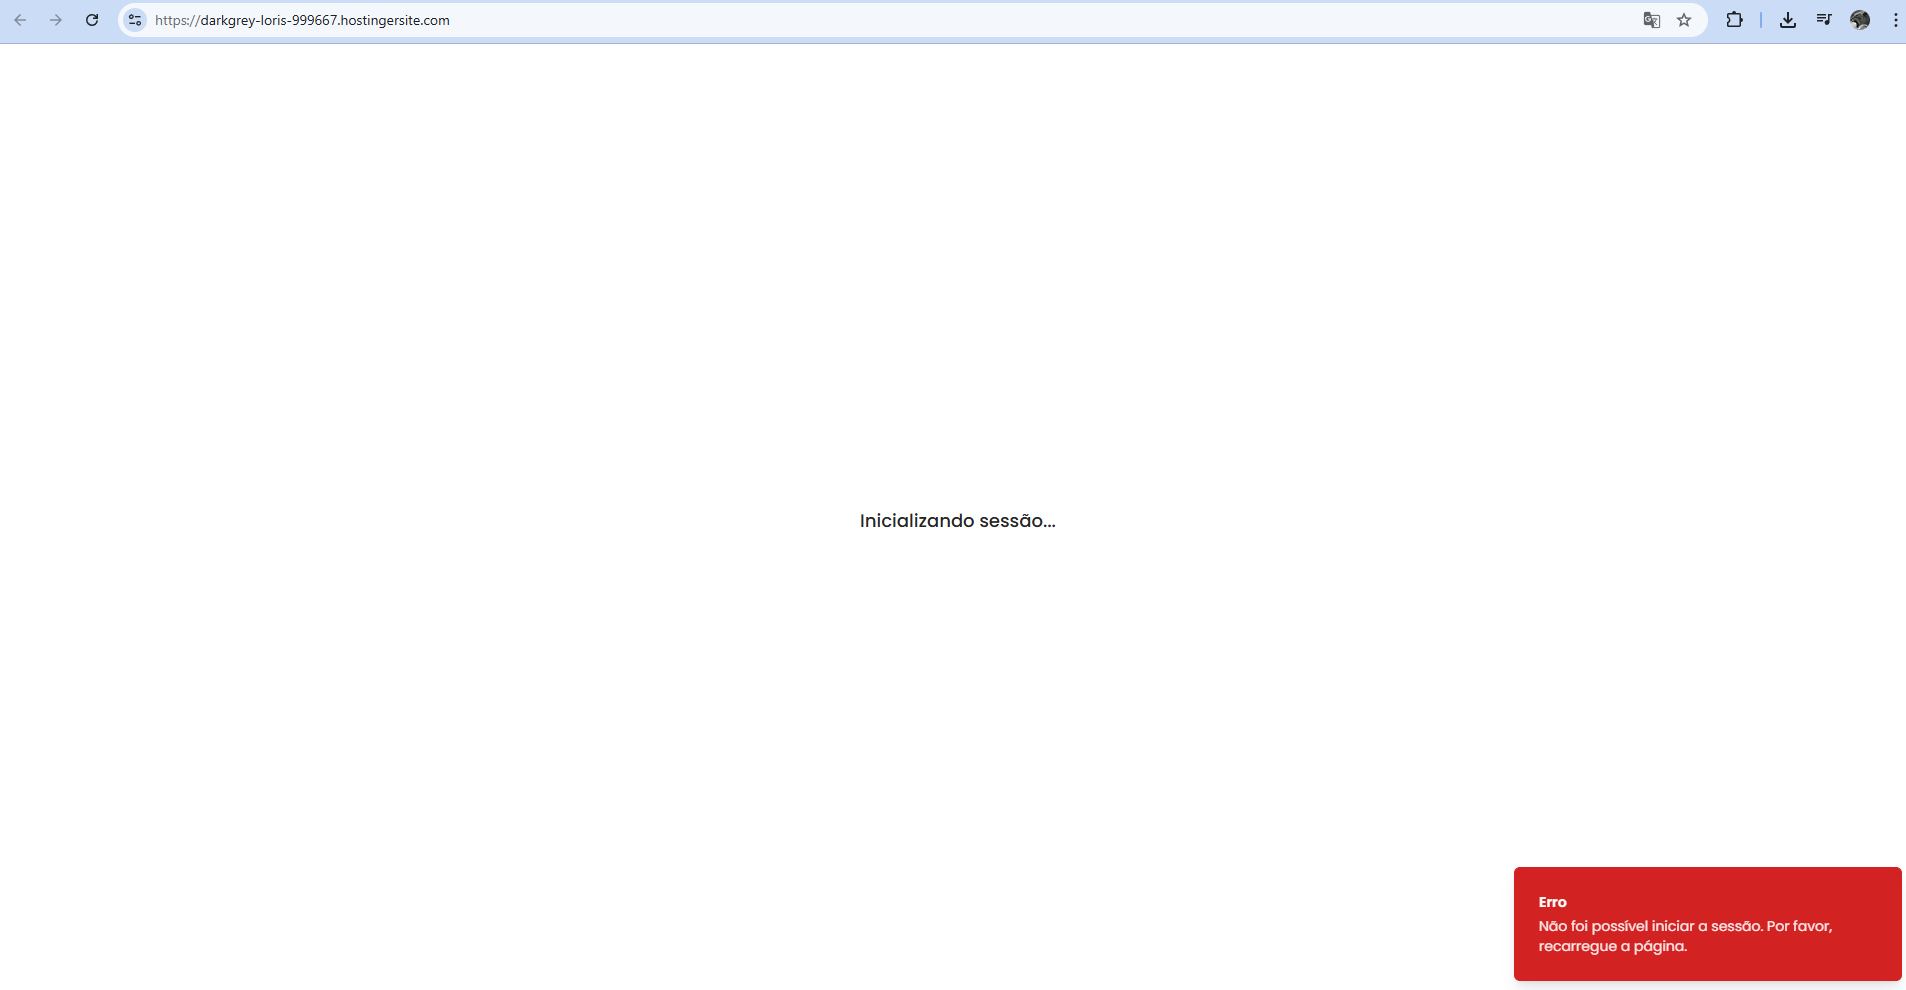 https://darkgrey-loris-999667.hostingersite.com
Inicializando sessão...
Erro
Não foi possível iniciar a sessão. Por favor,
recarregue a página.